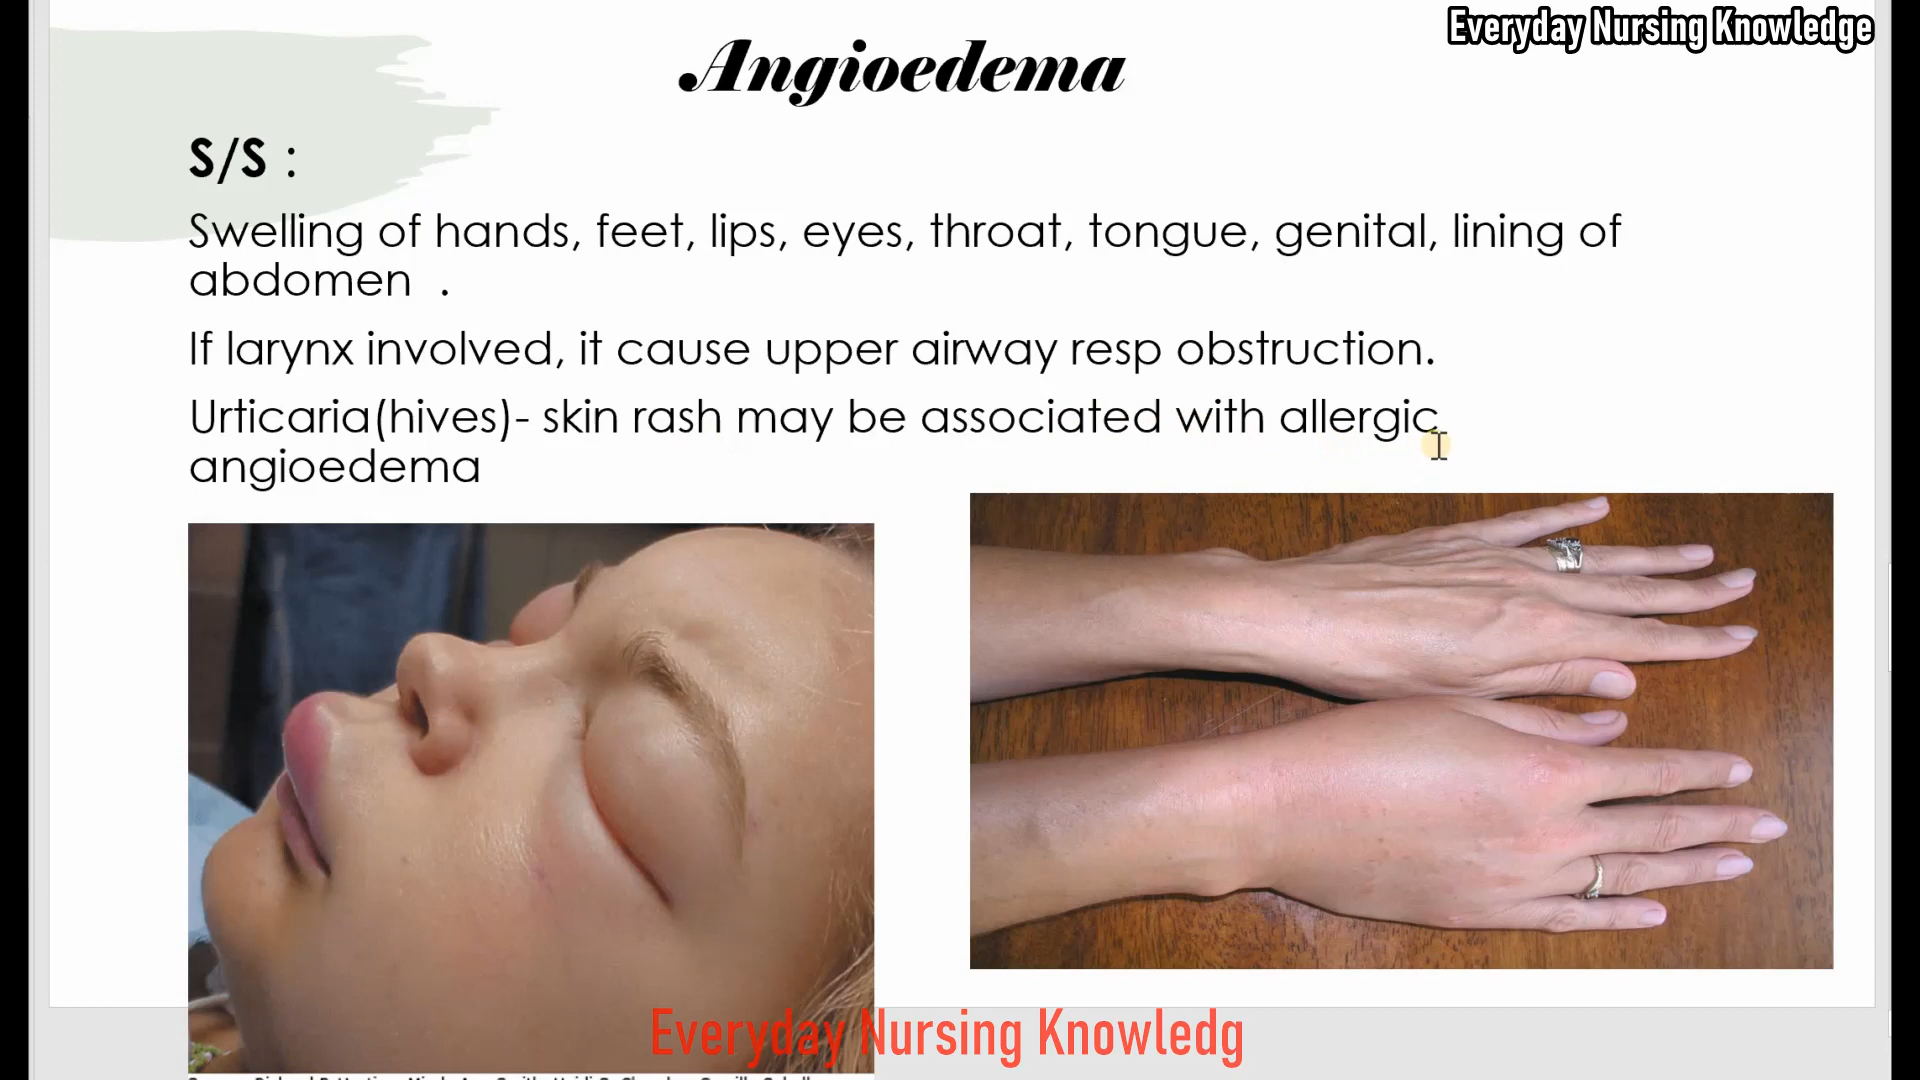 Everyday Nursing Knowledge
Angioedema
S/S :
Swelling of hands, feet, lips, eyes, throat, tongue, genital, lining of
abdomen .
If larynx involved, it cause upper airway resp obstruction.
Urticaria(hives)- skin rash may be associated with allergic
angioedema
Everyday Nursing Knowledg